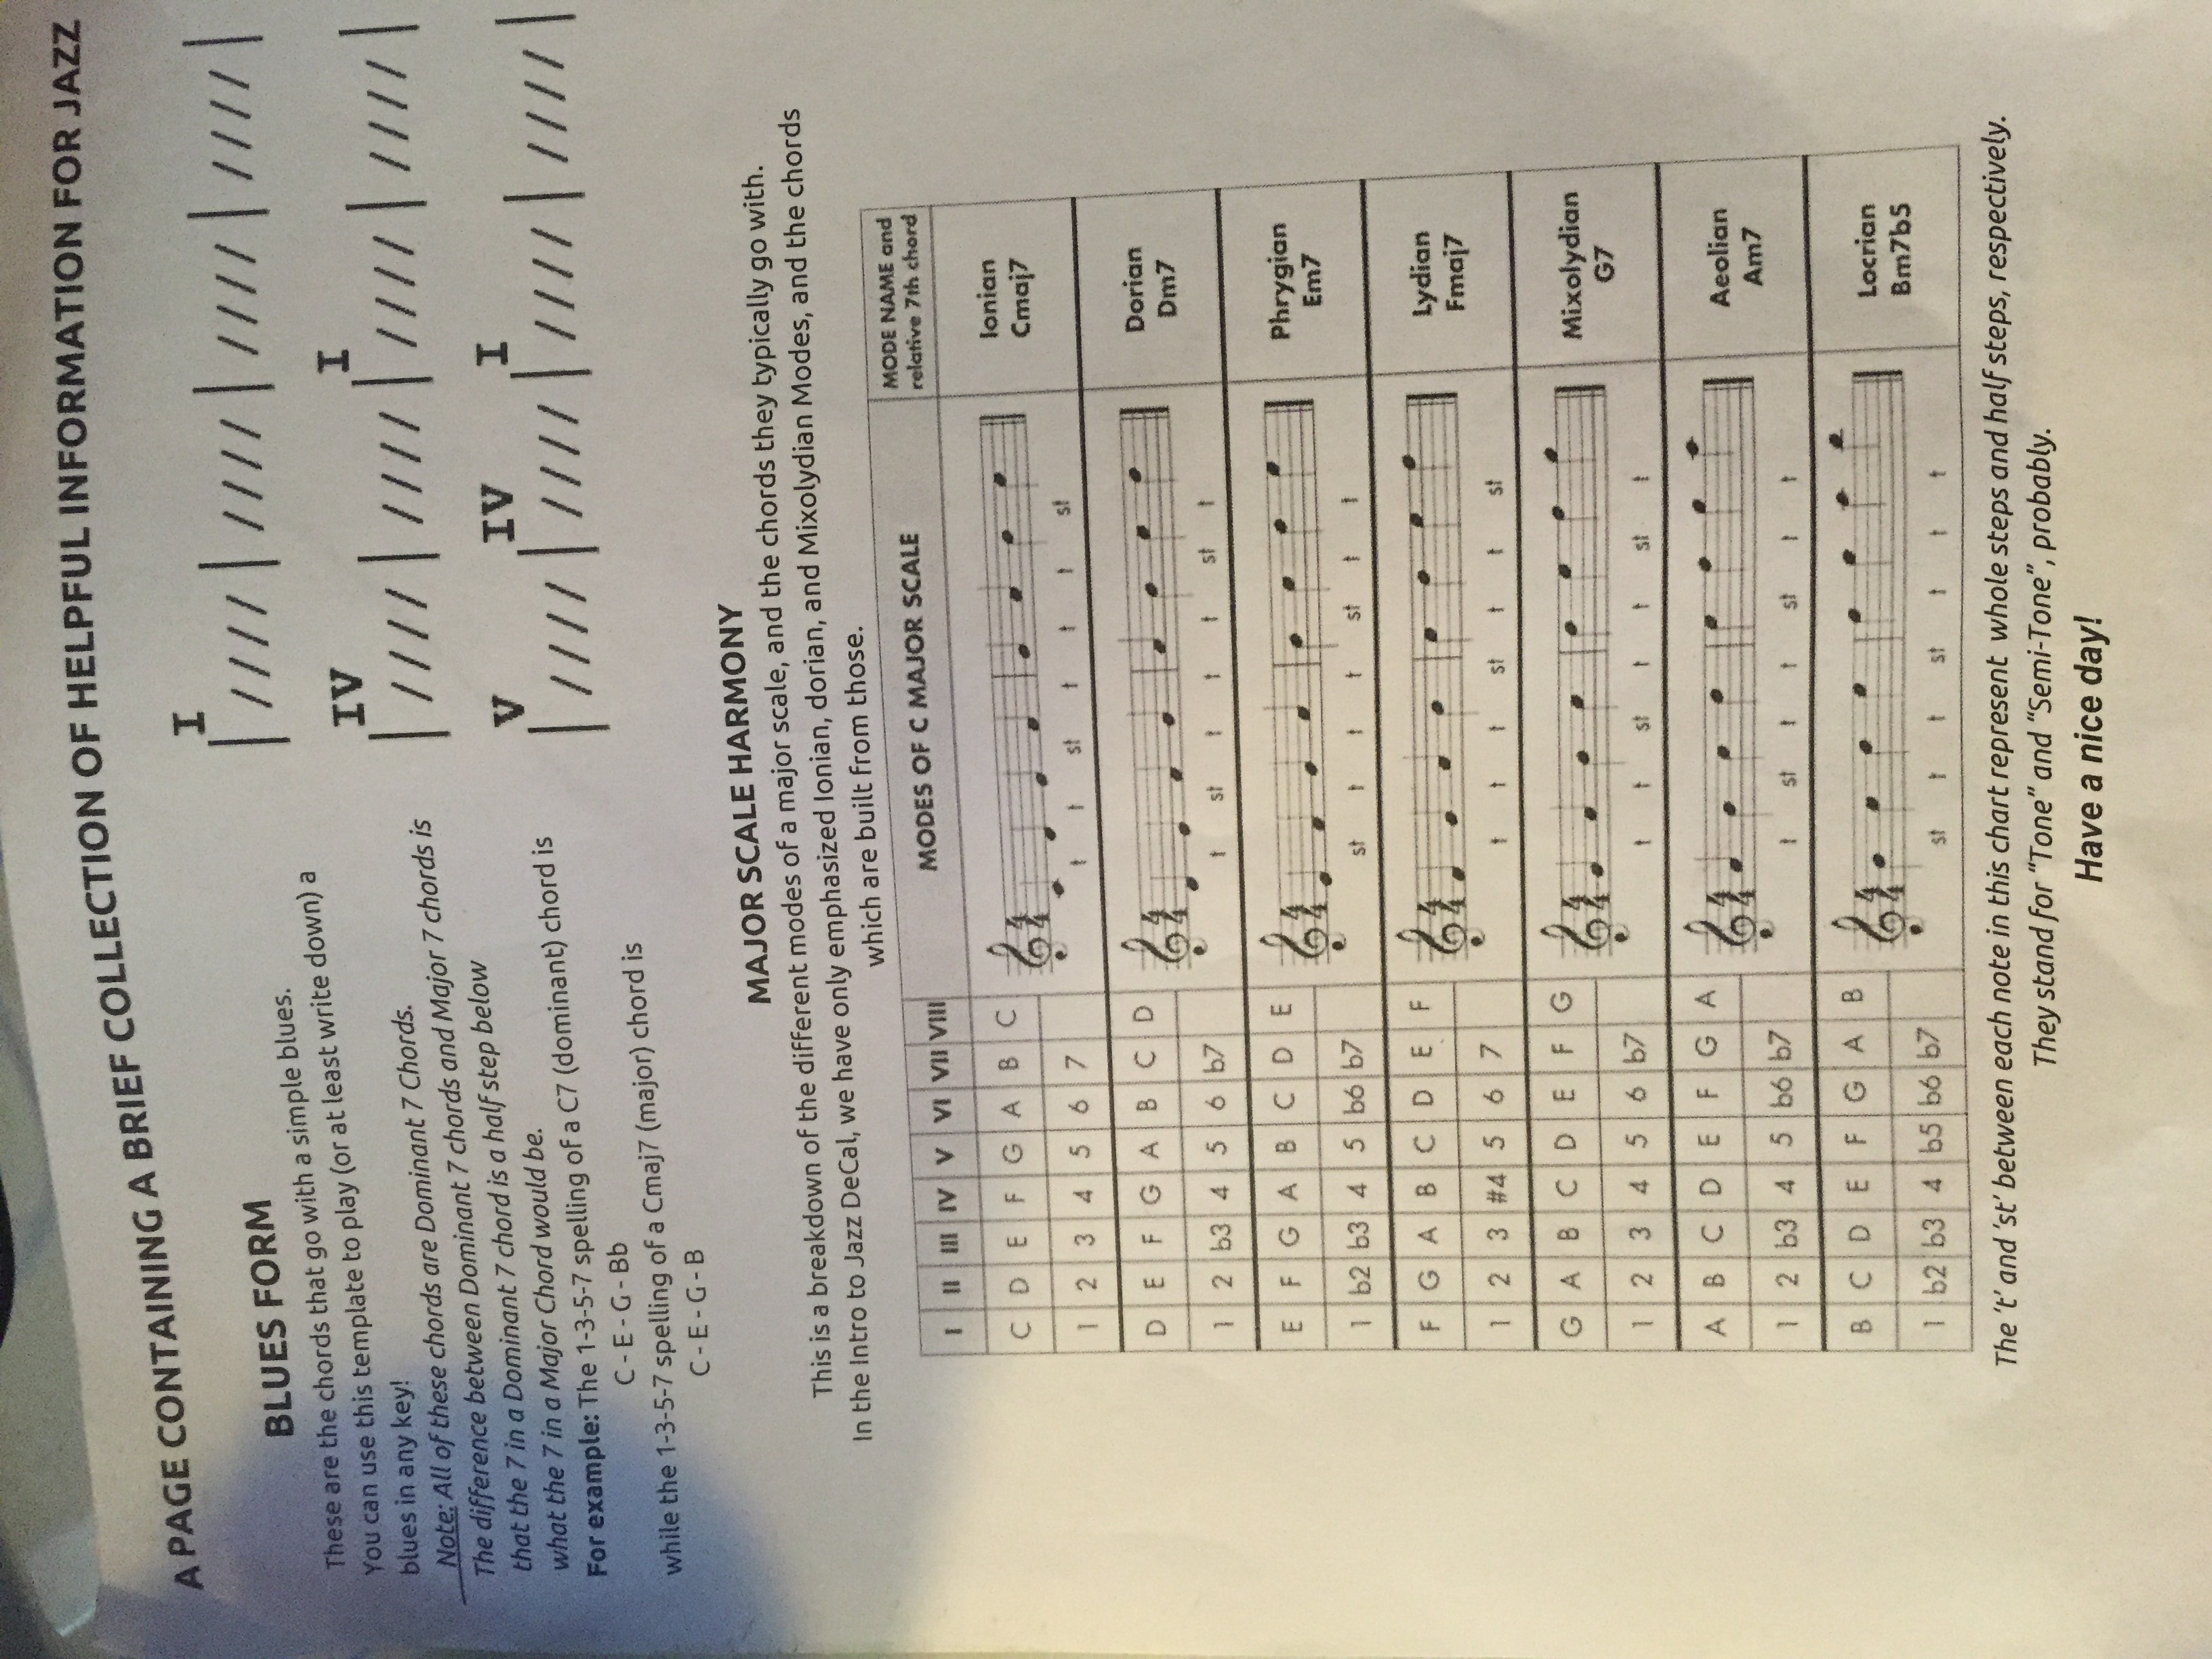 A PAGE CONTAINING A BRIEF COLLECTION OF HELPFUL INFORMATION FOR JAZZ
BLUES FORM
These are the chords that go with a simple blues.
You can use this template to play (or at least write down) a
blues in any key!
Note: All of these chords are Dominant 7 Chords.
The difference between Dominant 7 chords and Major 7 chords is
that the 7 in a Dominant 7 chord is a half step below
what the 7 in a Major Chord would be.
For example: The 1-3-5-7 spelling of a C7 (dominant) chord is
C - E - G - Bb
while the 1-3-5-7 spelling of a Cmaj7 (major) chord is
C - E - G - B
I
| //// | //// | //// | //// |
IV I
| //// | //// | //// | //// |
V IV I
| //// | //// | //// | //// |
MAJOR SCALE HARMONY
This is a breakdown of the different modes of a major scale, and the chords they typically go with.
In the Intro to Jazz DeCal, we have only emphasized Ionian, dorian, and Mixolydian Modes, and the chords
which are built from those.
I II III IV V VI VII VIII MODES OF C MAJOR SCALE MODE NAME and
relative 7th chord
C D E F G A B C Ionian
Cmaj7
1 2 3 4 5 6 7 t t st t t t st
D E F G A B C D Dorian
Dm7
1 2 b3 4 5 6 b7 t st t t t st t
E F G A B C D E Phrygian
Em7
1 b2 b3 4 5 b6 b7 st t t t st t t
F G A B C D E F Lydian
Fmaj7
1 2 3 #4 5 6 7 t t t st t t st
G A B C D E F G Mixolydian
G7
1 2 3 4 5 6 b7 t t st t t st t
A B C D E F G A Aeolian
Am7
1 2 b3 4 5 b6 b7 t st t t st t t
B C D E F G A B Locrian
Bm7b5
1 b2 b3 4 b5 b6 b7 st t t st t t t
The 't' and 'st' between each note in this chart represent whole steps and half steps, respectively.
They stand for "Tone" and "Semi-Tone", probably.
Have a nice day!